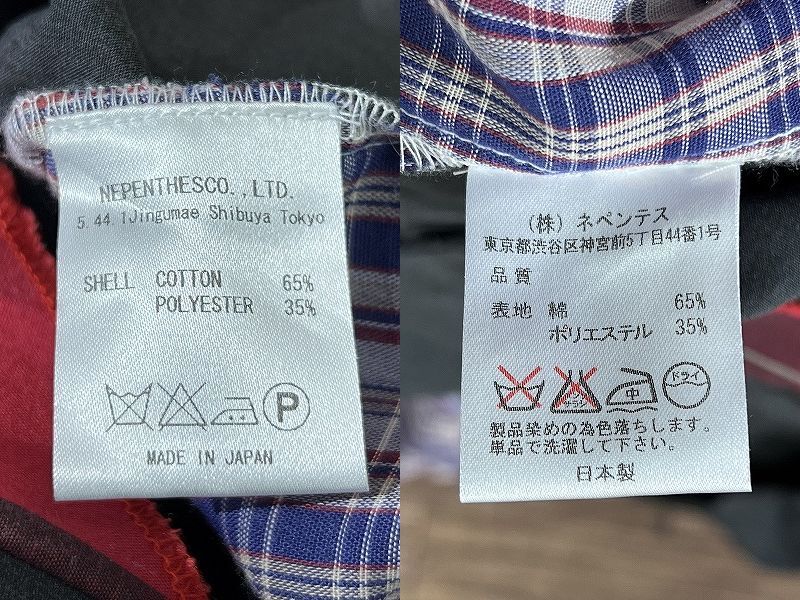 NEPENTHESCO.,LTD.
5.44.1Jingumae Shibuya Tokyo
SHELL COTTON 65%
POLYESTER 35%
P
MADE IN JAPAN
(株) ネペンテス
東京都渋谷区神宮前5丁目44番1号
品質
表地 綿 65%
ポリエステル 35%
中
ドライ
製品染めの為色落ちします。
単品で洗濯して下さい。
日本製